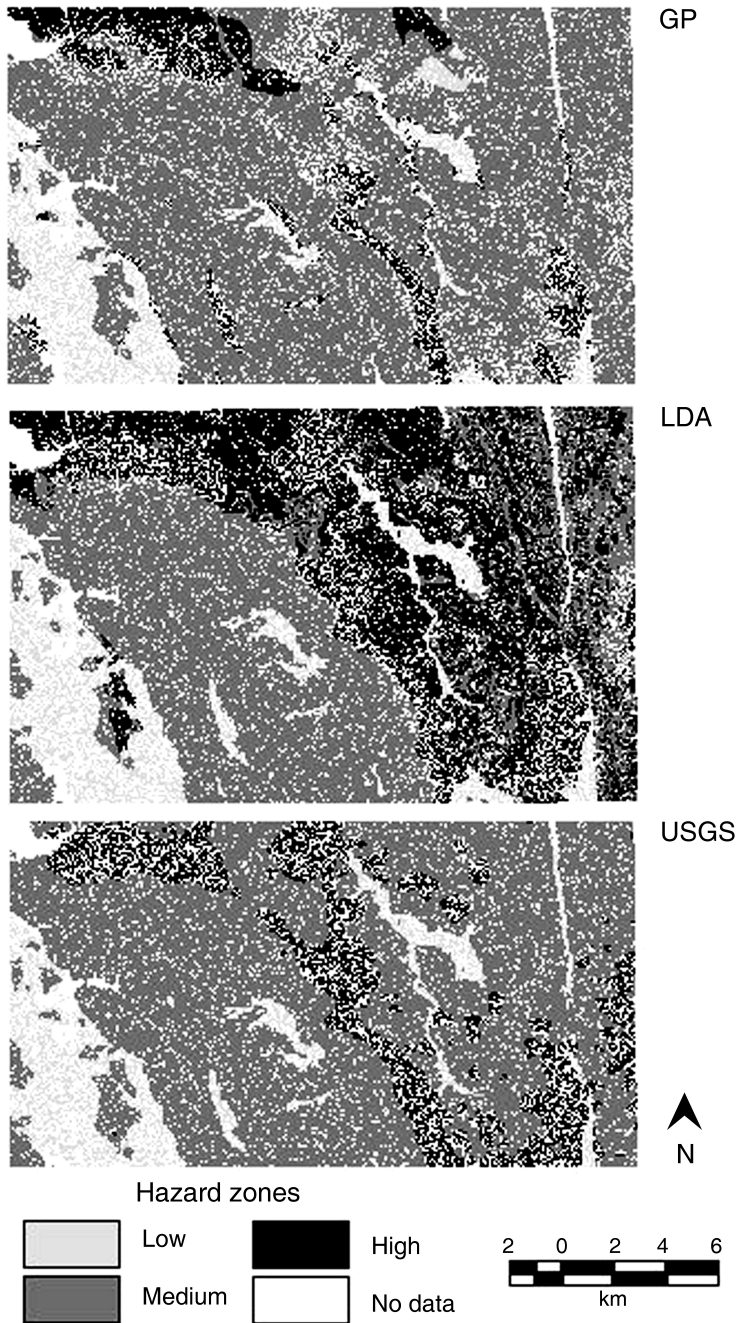 GP
LDA
USGS
N
Hazard zones
Low
High
Medium
No data
2 0 2 4 6
km